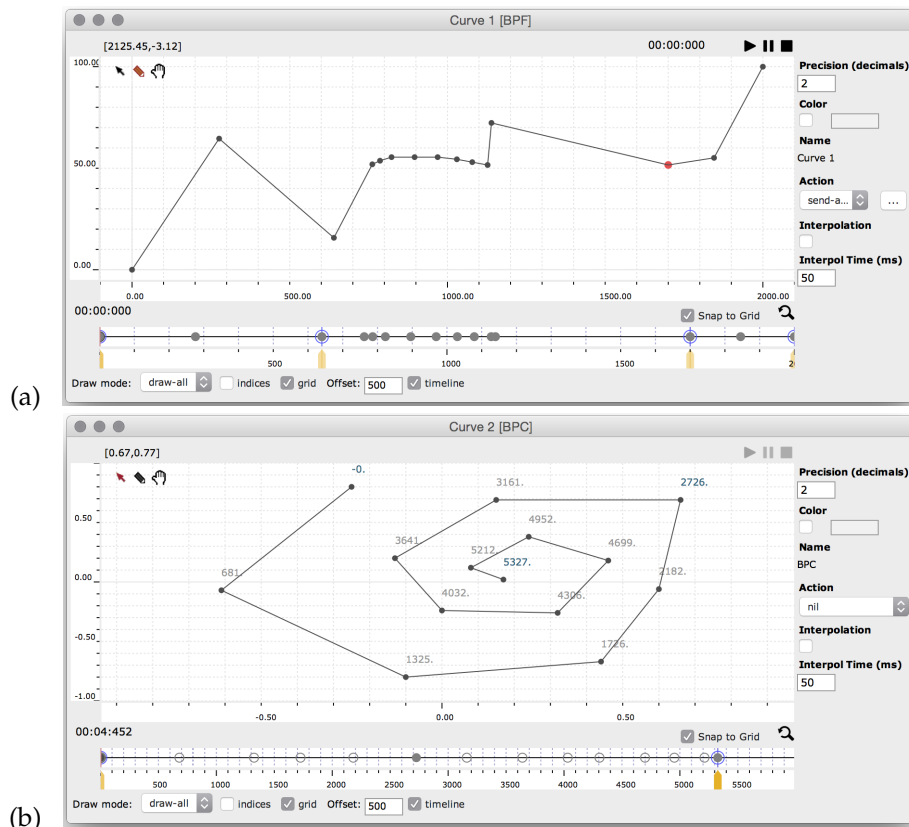 Curve 1 [BPF]
[2125.45,-3.12] 00:00:000
100.00
50.00
0.00
0.00 500.00 1000.00 1500.00 2000.00
Precision (decimals)
2
Color
Name
Curve 1
Action
send-a... ...
Interpolation
Interpol Time (ms)
50
00:00:000 Snap to Grid
500 1000 1500 20
Draw mode: draw-all indices grid Offset: 500 timeline
(a)
Curve 2 [BPC]
[0.67,0.77]
-0. 3161. 2726.
0.50 4952.
3641. 5212. 4699.
5327.
0.00 681. 2182.
4032. 4306.
-0.50
1325. 1726.
-1.00
-0.50 0.00 0.50
Precision (decimals)
2
Color
Name
BPC
Action
nil
Interpolation
Interpol Time (ms)
50
00:04:452 Snap to Grid
500 1000 1500 2000 2500 3000 3500 4000 4500 5000 5500
Draw mode: draw-all indices grid Offset: 500 timeline
(b)